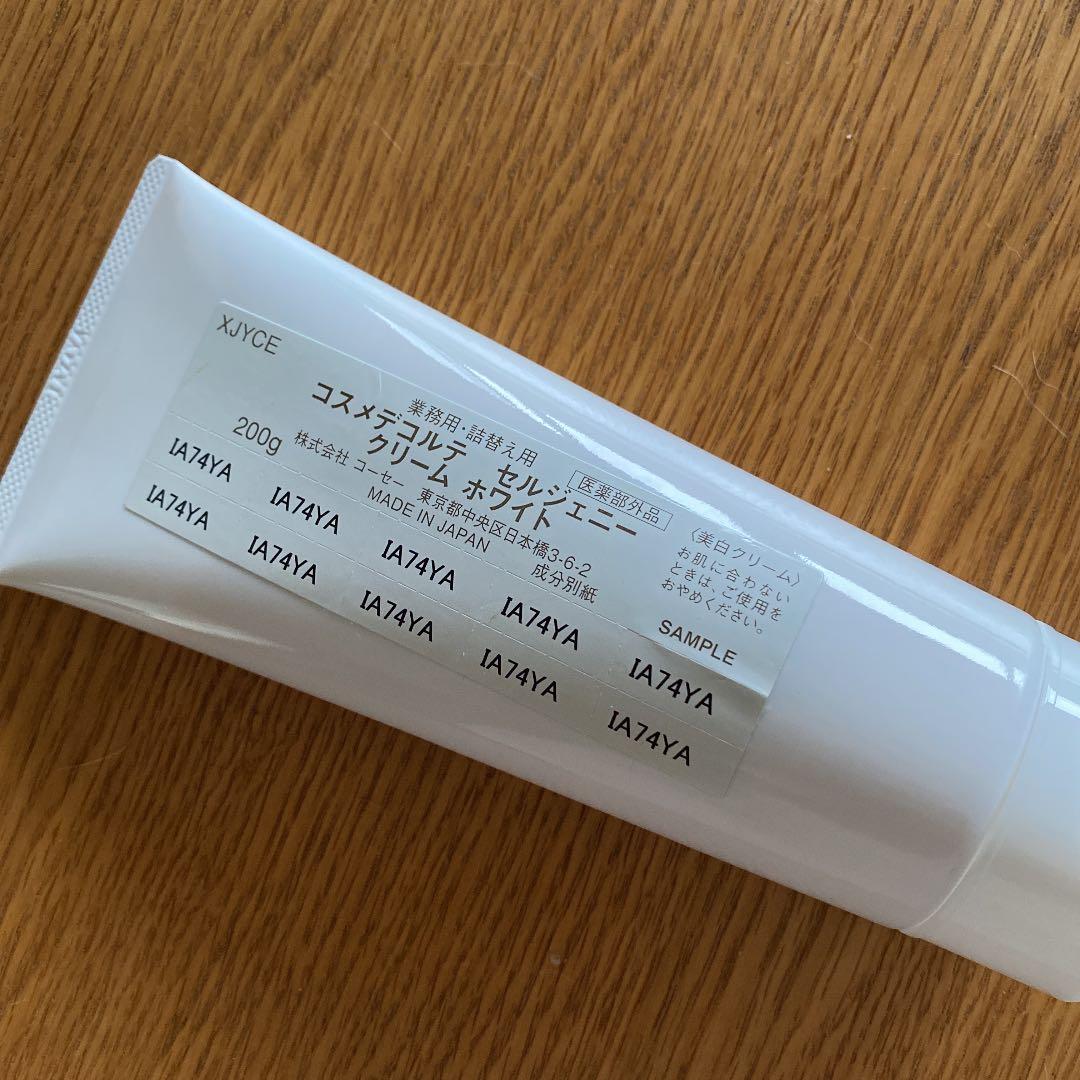 XJYCE
業務用・詰替え用
コスメデコルテ セルジェニー
クリーム ホワイト
医薬部外品
200g
株式会社 コーセー 東京都中央区日本橋3-6-2
MADE IN JAPAN
成分別紙
〈美白クリーム〉
お肌に合わない
ときは、ご使用を
おやめください。
SAMPLE
IA74YA IA74YA IA74YA IA74YA IA74YA
IA74YA IA74YA IA74YA IA74YA IA74YA